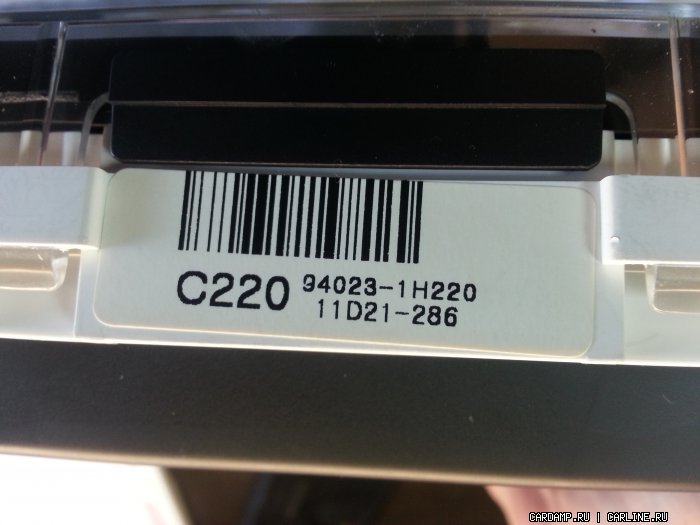 C220 94023-1H220
11D21-286
CARDAMP.RU | CARLINE.RU